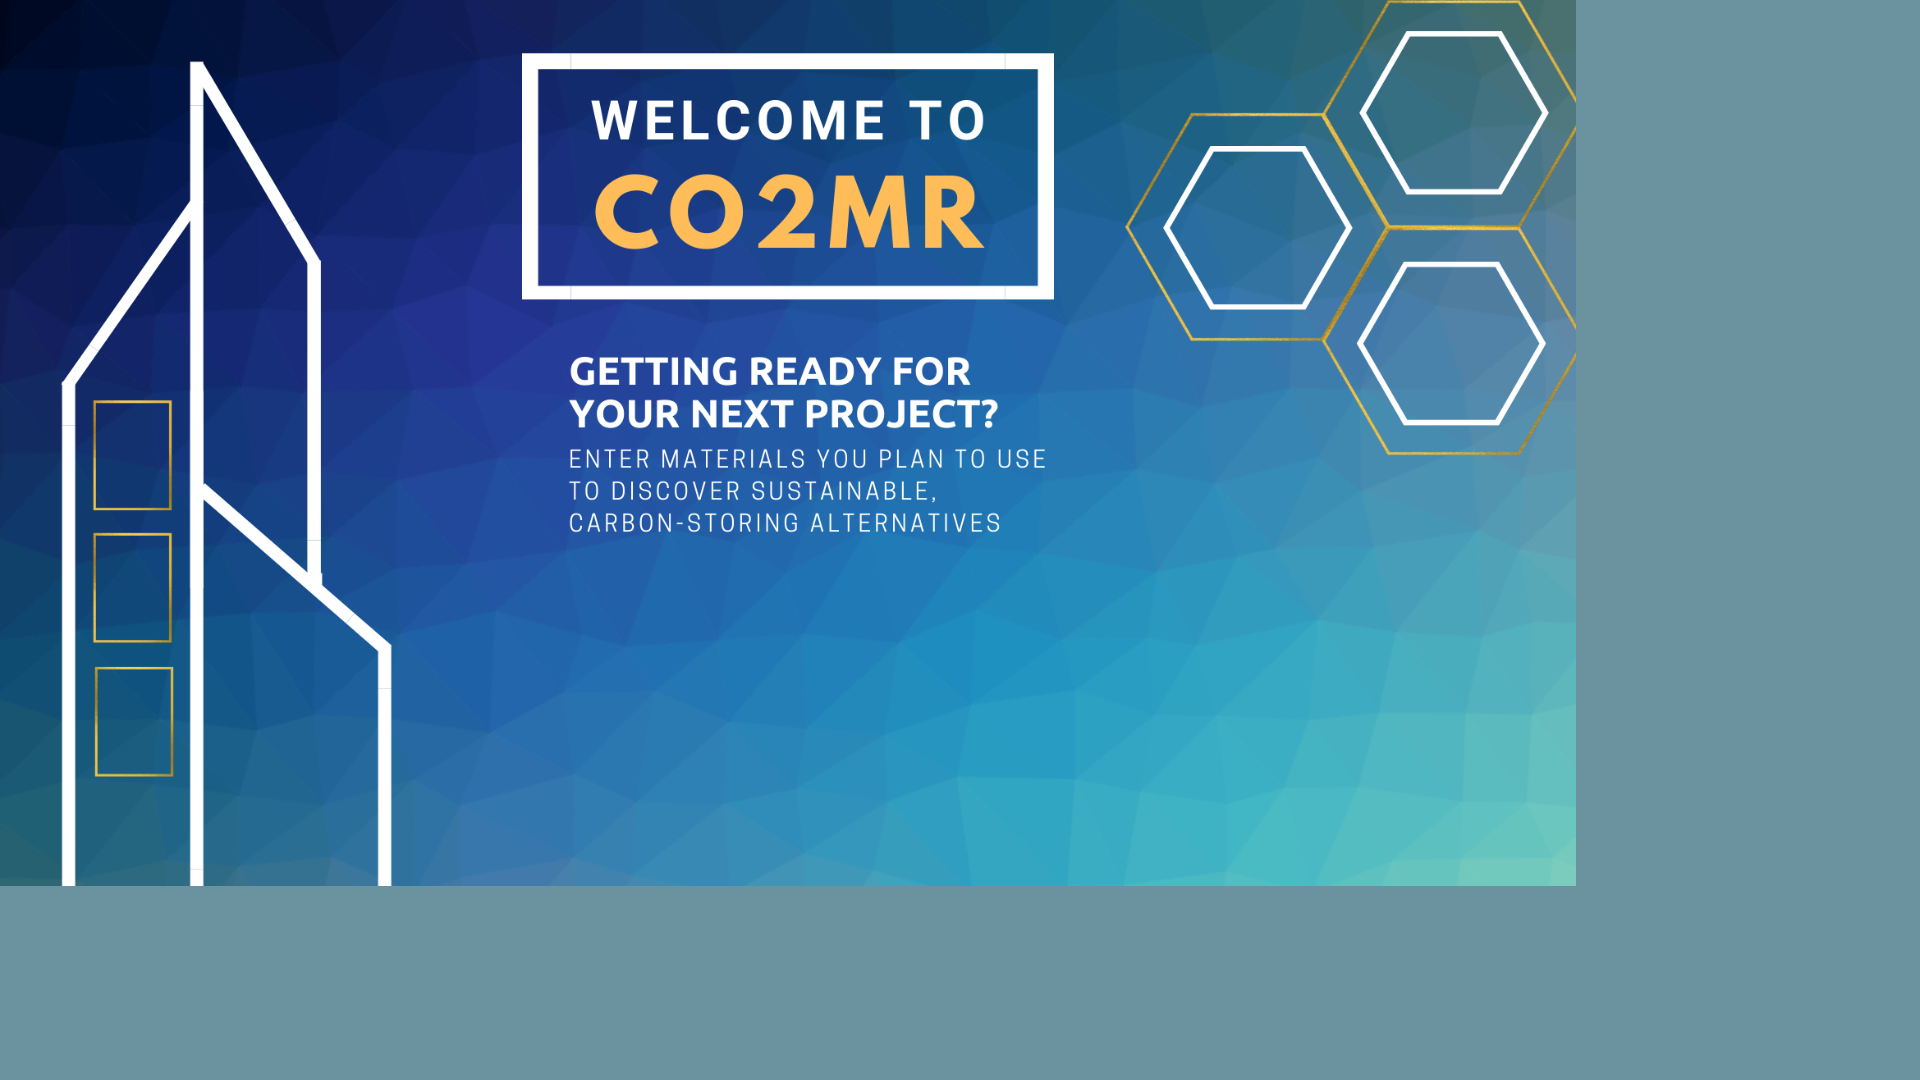 WELCOME TO
CO2MR
GETTING READY FOR
YOUR NEXT PROJECT?
ENTER MATERIALS YOU PLAN TO USE
TO DISCOVER SUSTAINABLE,
CARBON-STORING ALTERNATIVES